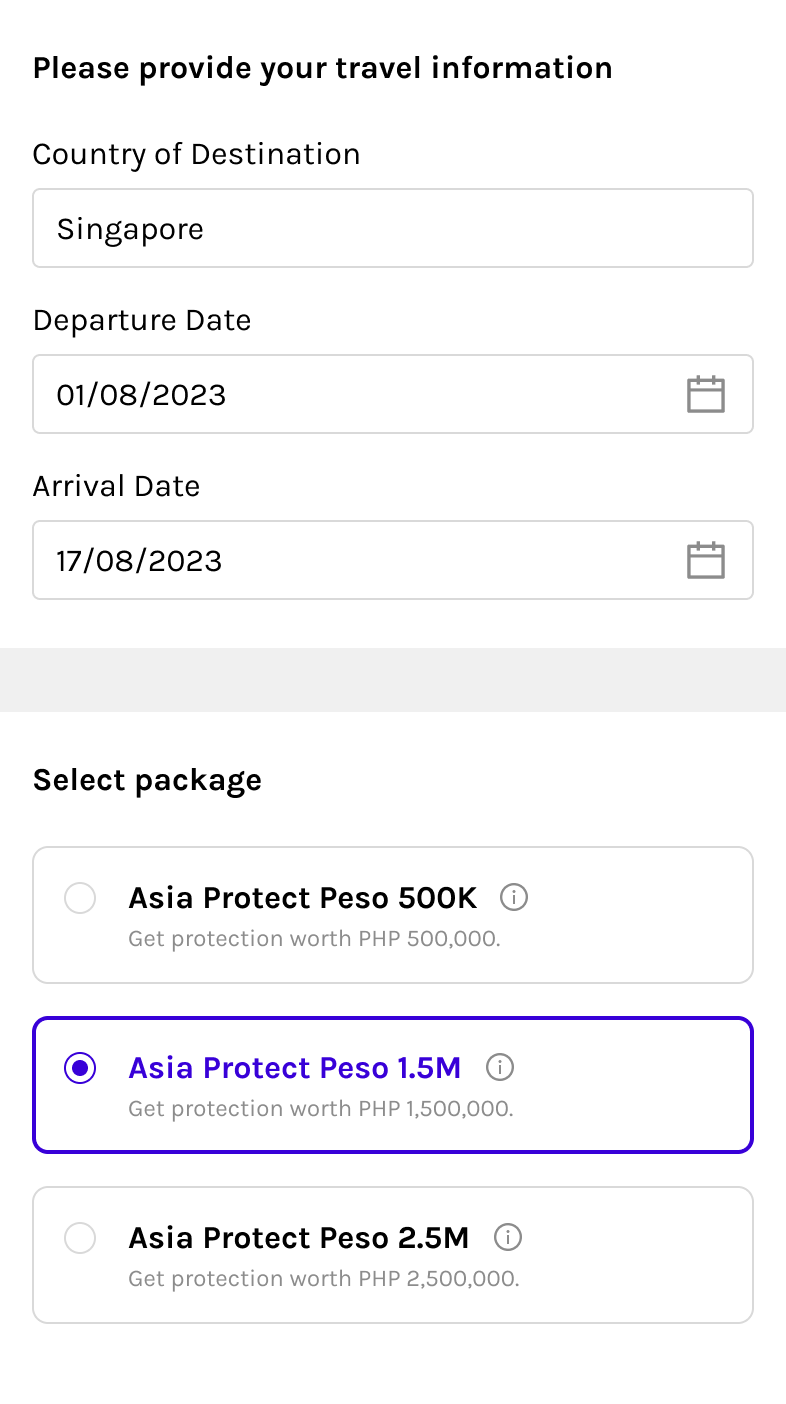 Please provide your travel information
Country of Destination
Singapore
Departure Date
01/08/2023
Arrival Date
17/08/2023
Select package
Asia Protect Peso 500K
Get protection worth PHP 500,000.
Asia Protect Peso 1.5M
Get protection worth PHP 1,500,000.
Asia Protect Peso 2.5M
Get protection worth PHP 2,500,000.